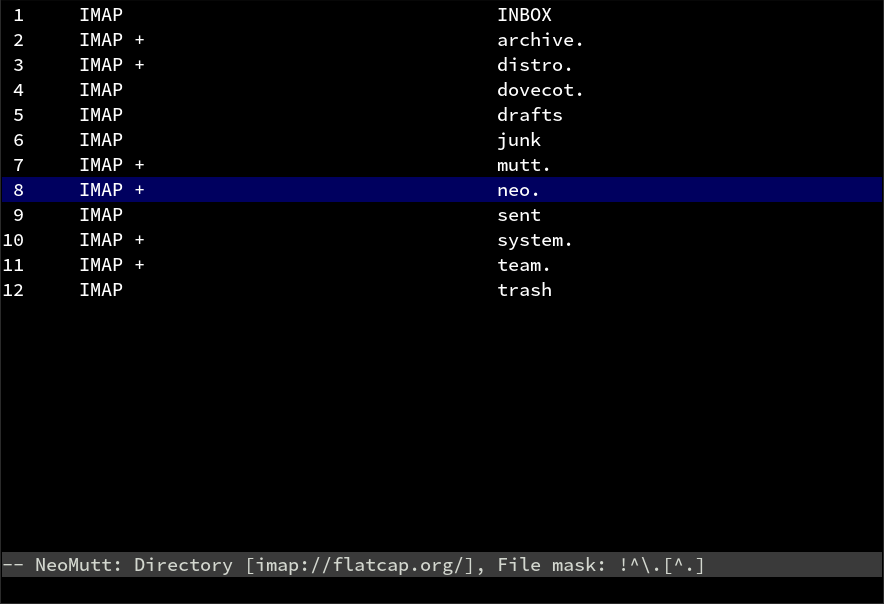 1 IMAP INBOX
2 IMAP + archive.
3 IMAP + distro.
4 IMAP dovecot.
5 IMAP drafts
6 IMAP junk
7 IMAP + mutt.
8 IMAP + neo.
9 IMAP sent
10 IMAP + system.
11 IMAP + team.
12 IMAP trash
-- NeoMutt: Directory [imap://flatcap.org/], File mask: !^\.[^.]